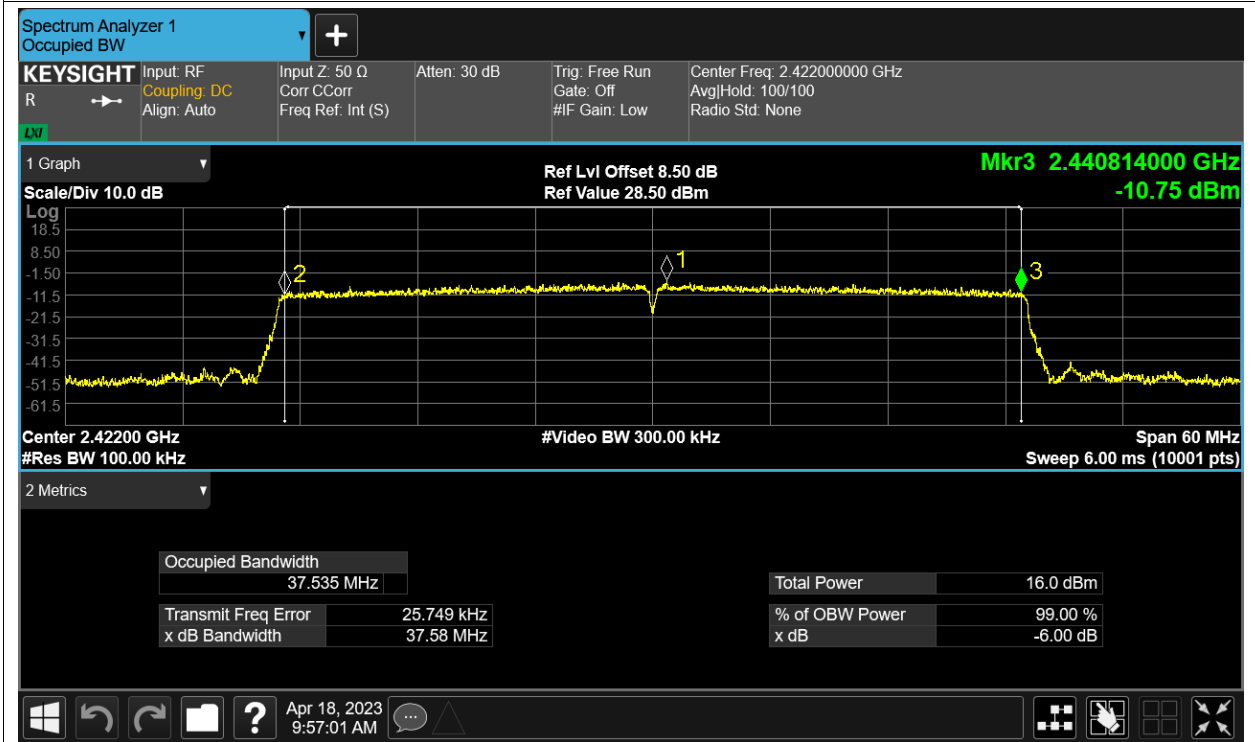 Spectrum Analyzer 1
Occupied BW
KEYSIGHT
R
LXI
Input: RF
Coupling: DC
Align: Auto
Input Z: 50 Ω
Corr CCorr
Freq Ref: Int (S)
Atten: 30 dB
Trig: Free Run
Gate: Off
#IF Gain: Low
Center Freq: 2.422000000 GHz
Avg|Hold: 100/100
Radio Std: None
1 Graph
Scale/Div 10.0 dB
Ref Lvl Offset 8.50 dB
Ref Value 28.50 dBm
Mkr3 2.440814000 GHz
-10.75 dBm
Log
18.5
8.50
-1.50
-11.5
-21.5
-31.5
-41.5
-51.5
-61.5
2
1
3
Center 2.42200 GHz
#Res BW 100.00 kHz
#Video BW 300.00 kHz
Span 60 MHz
Sweep 6.00 ms (10001 pts)
2 Metrics
Occupied Bandwidth
37.535 MHz
Transmit Freq Error 25.749 kHz
x dB Bandwidth 37.58 MHz
Total Power 16.0 dBm
% of OBW Power 99.00 %
x dB -6.00 dB
?
Apr 18, 2023
9:57:01 AM